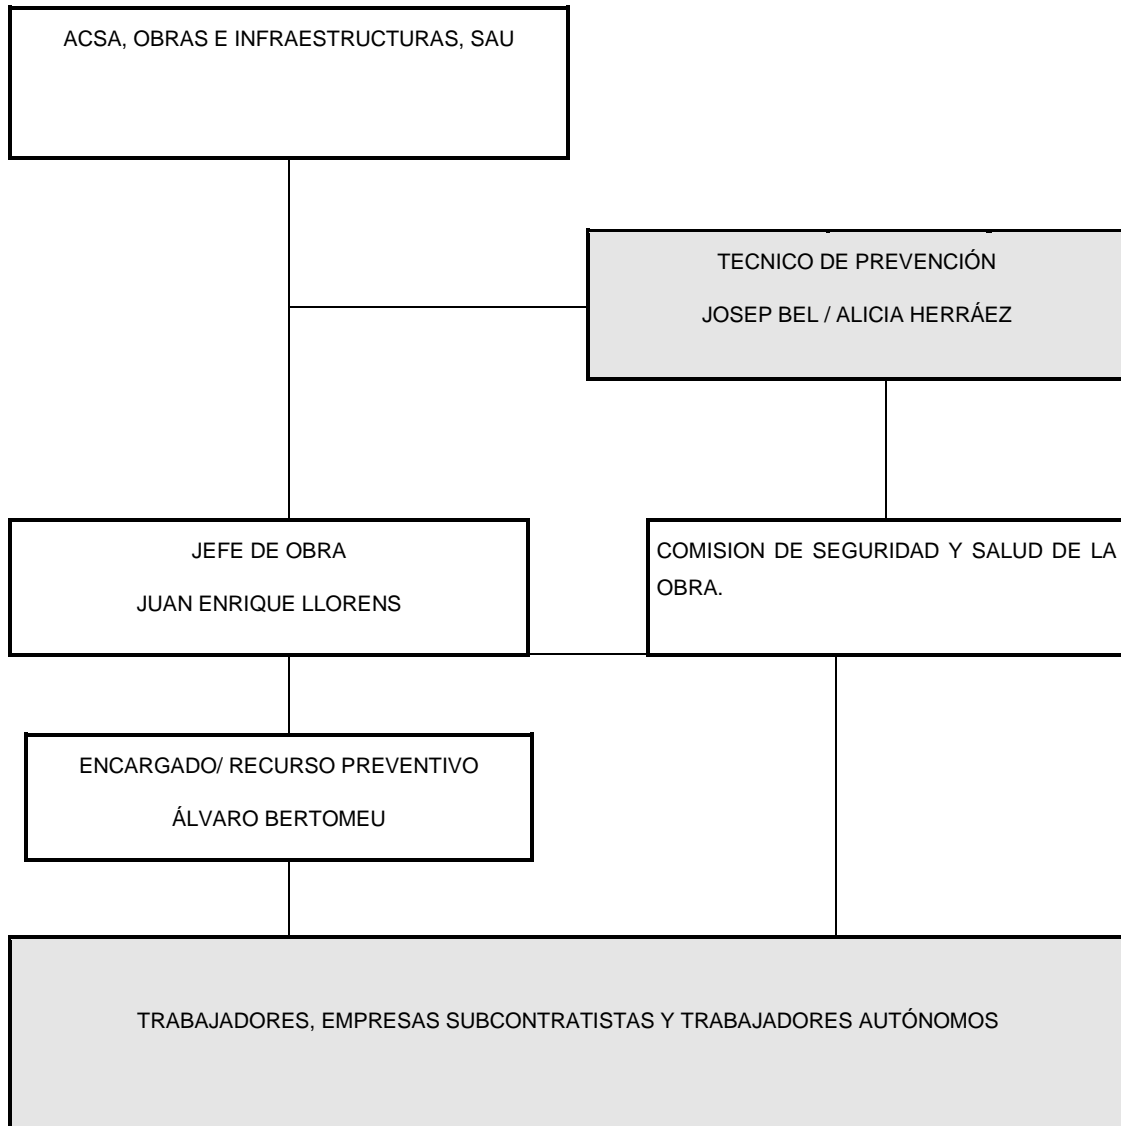 ACSA, OBRAS E INFRAESTRUCTURAS, SAU
TECNICO DE PREVENCIÓN
JOSEP BEL / ALICIA HERRÁEZ
JEFE DE OBRA
JUAN ENRIQUE LLORENS
COMISION DE SEGURIDAD Y SALUD DE LA
OBRA.
ENCARGADO/ RECURSO PREVENTIVO
ÁLVARO BERTOMEU
TRABAJADORES, EMPRESAS SUBCONTRATISTAS Y TRABAJADORES AUTÓNOMOS